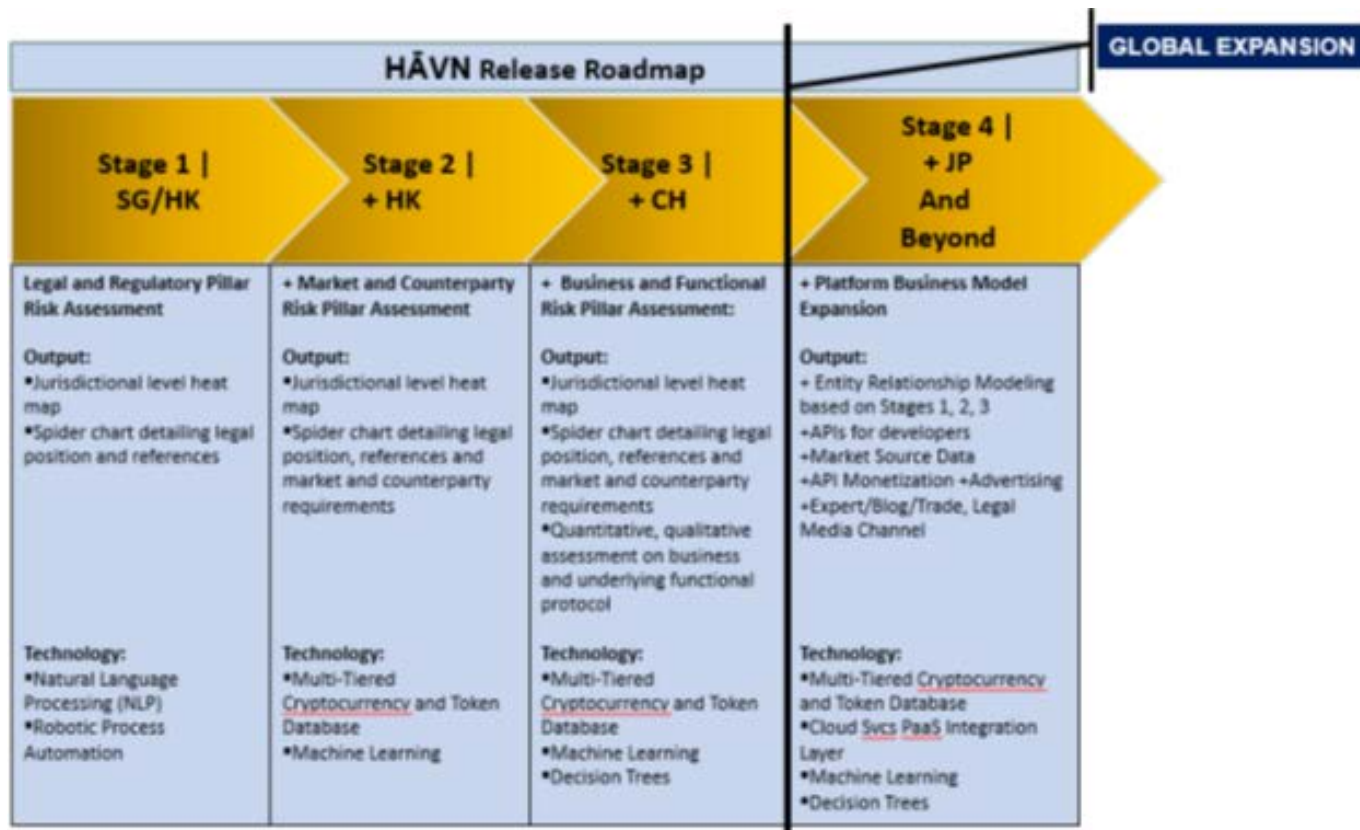 GLOBAL EXPANSION
HĀVN Release Roadmap
Stage 1 |
SG/HK
Stage 2 |
+ HK
Stage 3 |
+ CH
Stage 4 |
+ JP
And
Beyond
Legal and Regulatory Pillar
Risk Assessment
Output:
▪Jurisdictional level heat
map
▪Spider chart detailing legal
position and references
Technology:
▪Natural Language
Processing (NLP)
▪Robotic Process
Automation
+ Market and Counterparty
Risk Pillar Assessment
Output:
▪Jurisdictional level heat
map
▪Spider chart detailing legal
position, references and
market and counterparty
requirements
Technology:
▪Multi-Tiered
Cryptocurrency and Token
Database
▪Machine Learning
+ Business and Functional
Risk Pillar Assessment:
Output:
▪Jurisdictional level heat
map
▪Spider chart detailing legal
position, references and
market and counterparty
requirements
▪Quantitative, qualitative
assessment on business
and underlying functional
protocol
Technology:
▪Multi-Tiered
Cryptocurrency and Token
Database
▪Machine Learning
▪Decision Trees
+ Platform Business Model
Expansion
Output:
+ Entity Relationship Modeling
based on Stages 1, 2, 3
+APIs for developers
+Market Source Data
+API Monetization +Advertising
+Expert/Blog/Trade, Legal
Media Channel
Technology:
▪Multi-Tiered Cryptocurrency
and Token Database
▪Cloud Svcs PaaS Integration
Layer
▪Machine Learning
▪Decision Trees